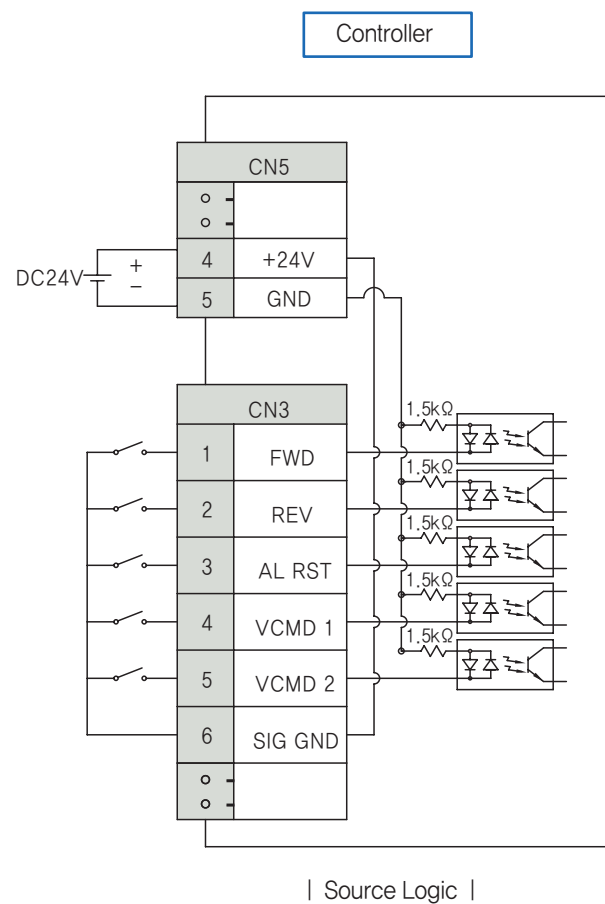 Controller
CN5
DC24V
+
−
4
+24V
5
GND
CN3
1
FWD
1.5kΩ
2
REV
1.5kΩ
3
AL RST
1.5kΩ
4
VCMD 1
1.5kΩ
5
VCMD 2
1.5kΩ
6
SIG GND
| Source Logic |